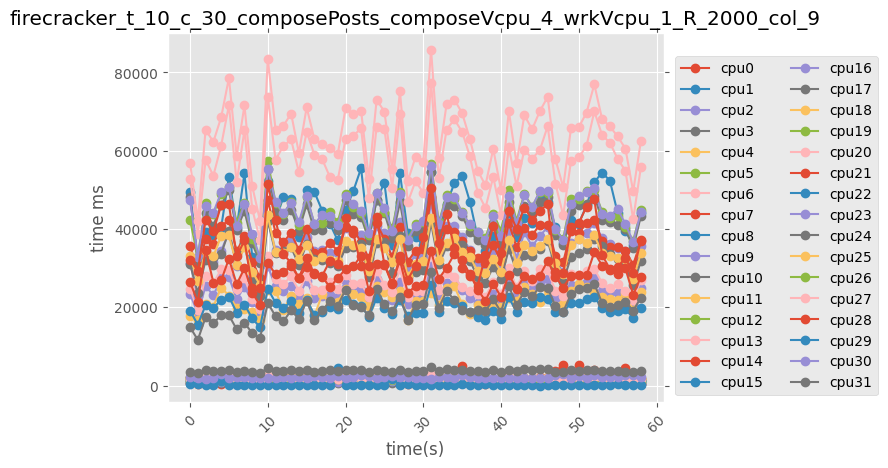 firecracker_t_10_c_30_composePosts_composeVcpu_4_wrkVcpu_1_R_2000_col_9
80000
60000
40000
20000
0
time ms
0
10
20
30
40
50
60
time(s)
cpu0
cpu1
cpu2
cpu3
cpu4
cpu5
cpu6
cpu7
cpu8
cpu9
cpu10
cpu11
cpu12
cpu13
cpu14
cpu15
cpu16
cpu17
cpu18
cpu19
cpu20
cpu21
cpu22
cpu23
cpu24
cpu25
cpu26
cpu27
cpu28
cpu29
cpu30
cpu31